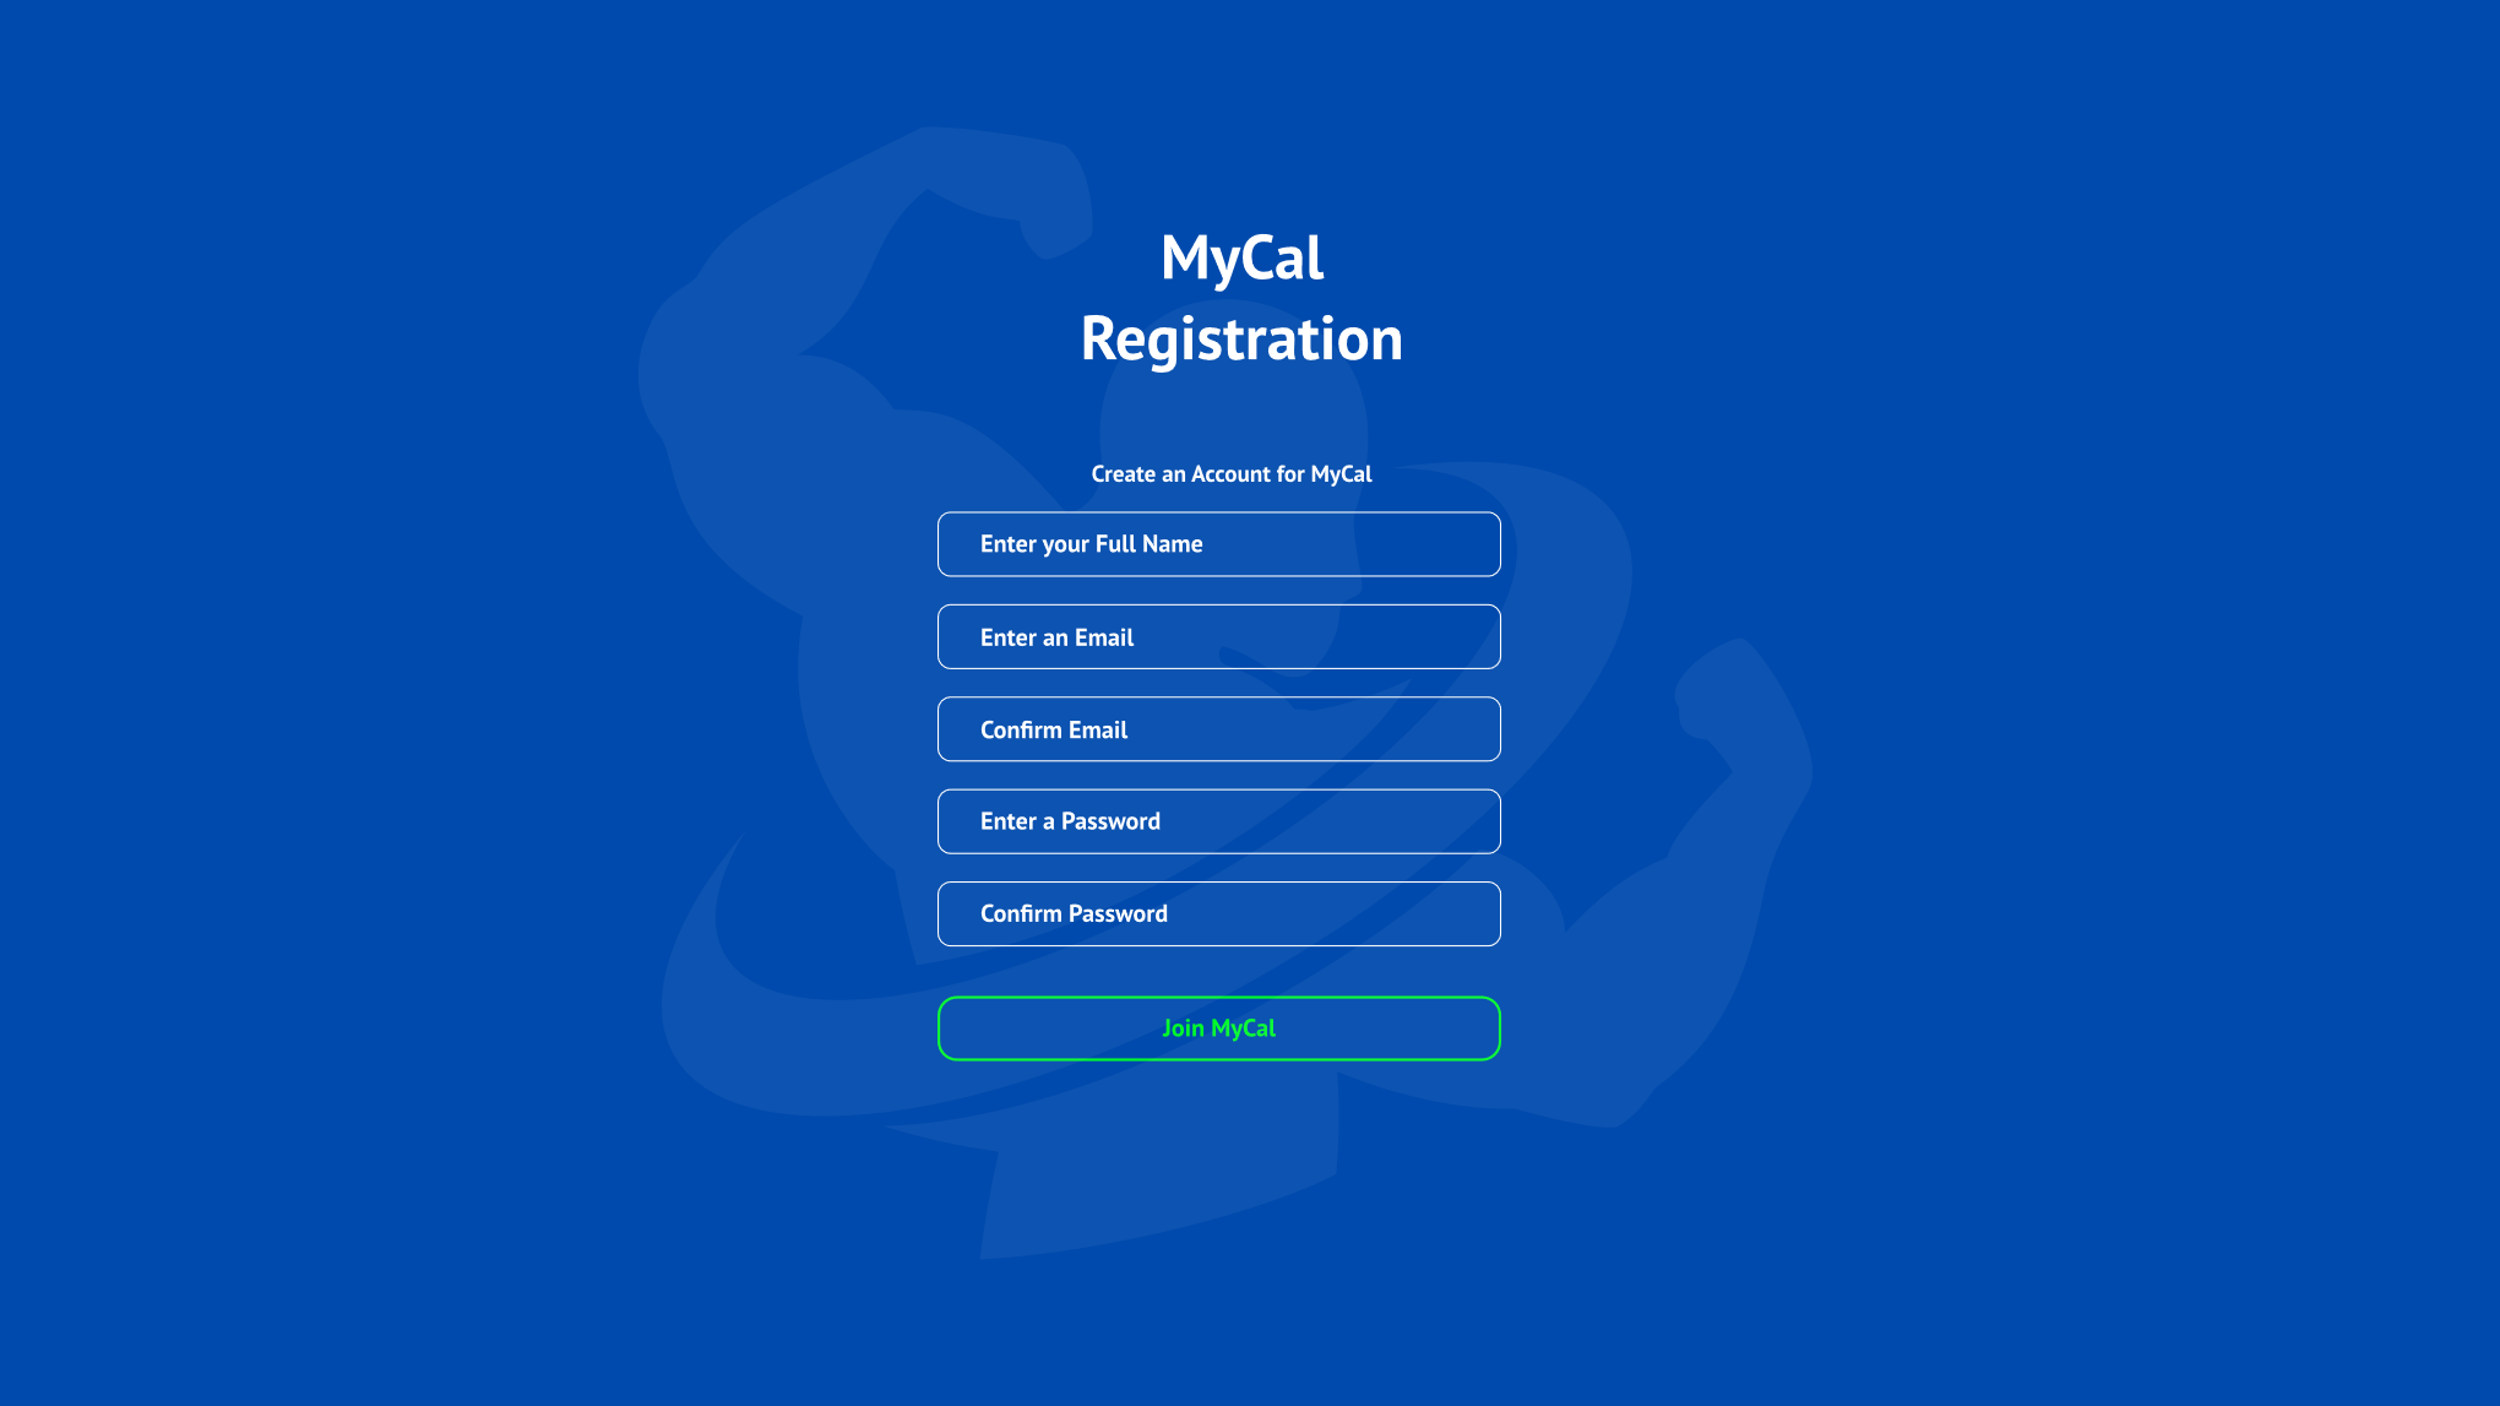 MyCal
Registration
Create an Account for MyCal
Enter your Full Name
Enter an Email
Confirm Email
Enter a Password
Confirm Password
Join MyCal